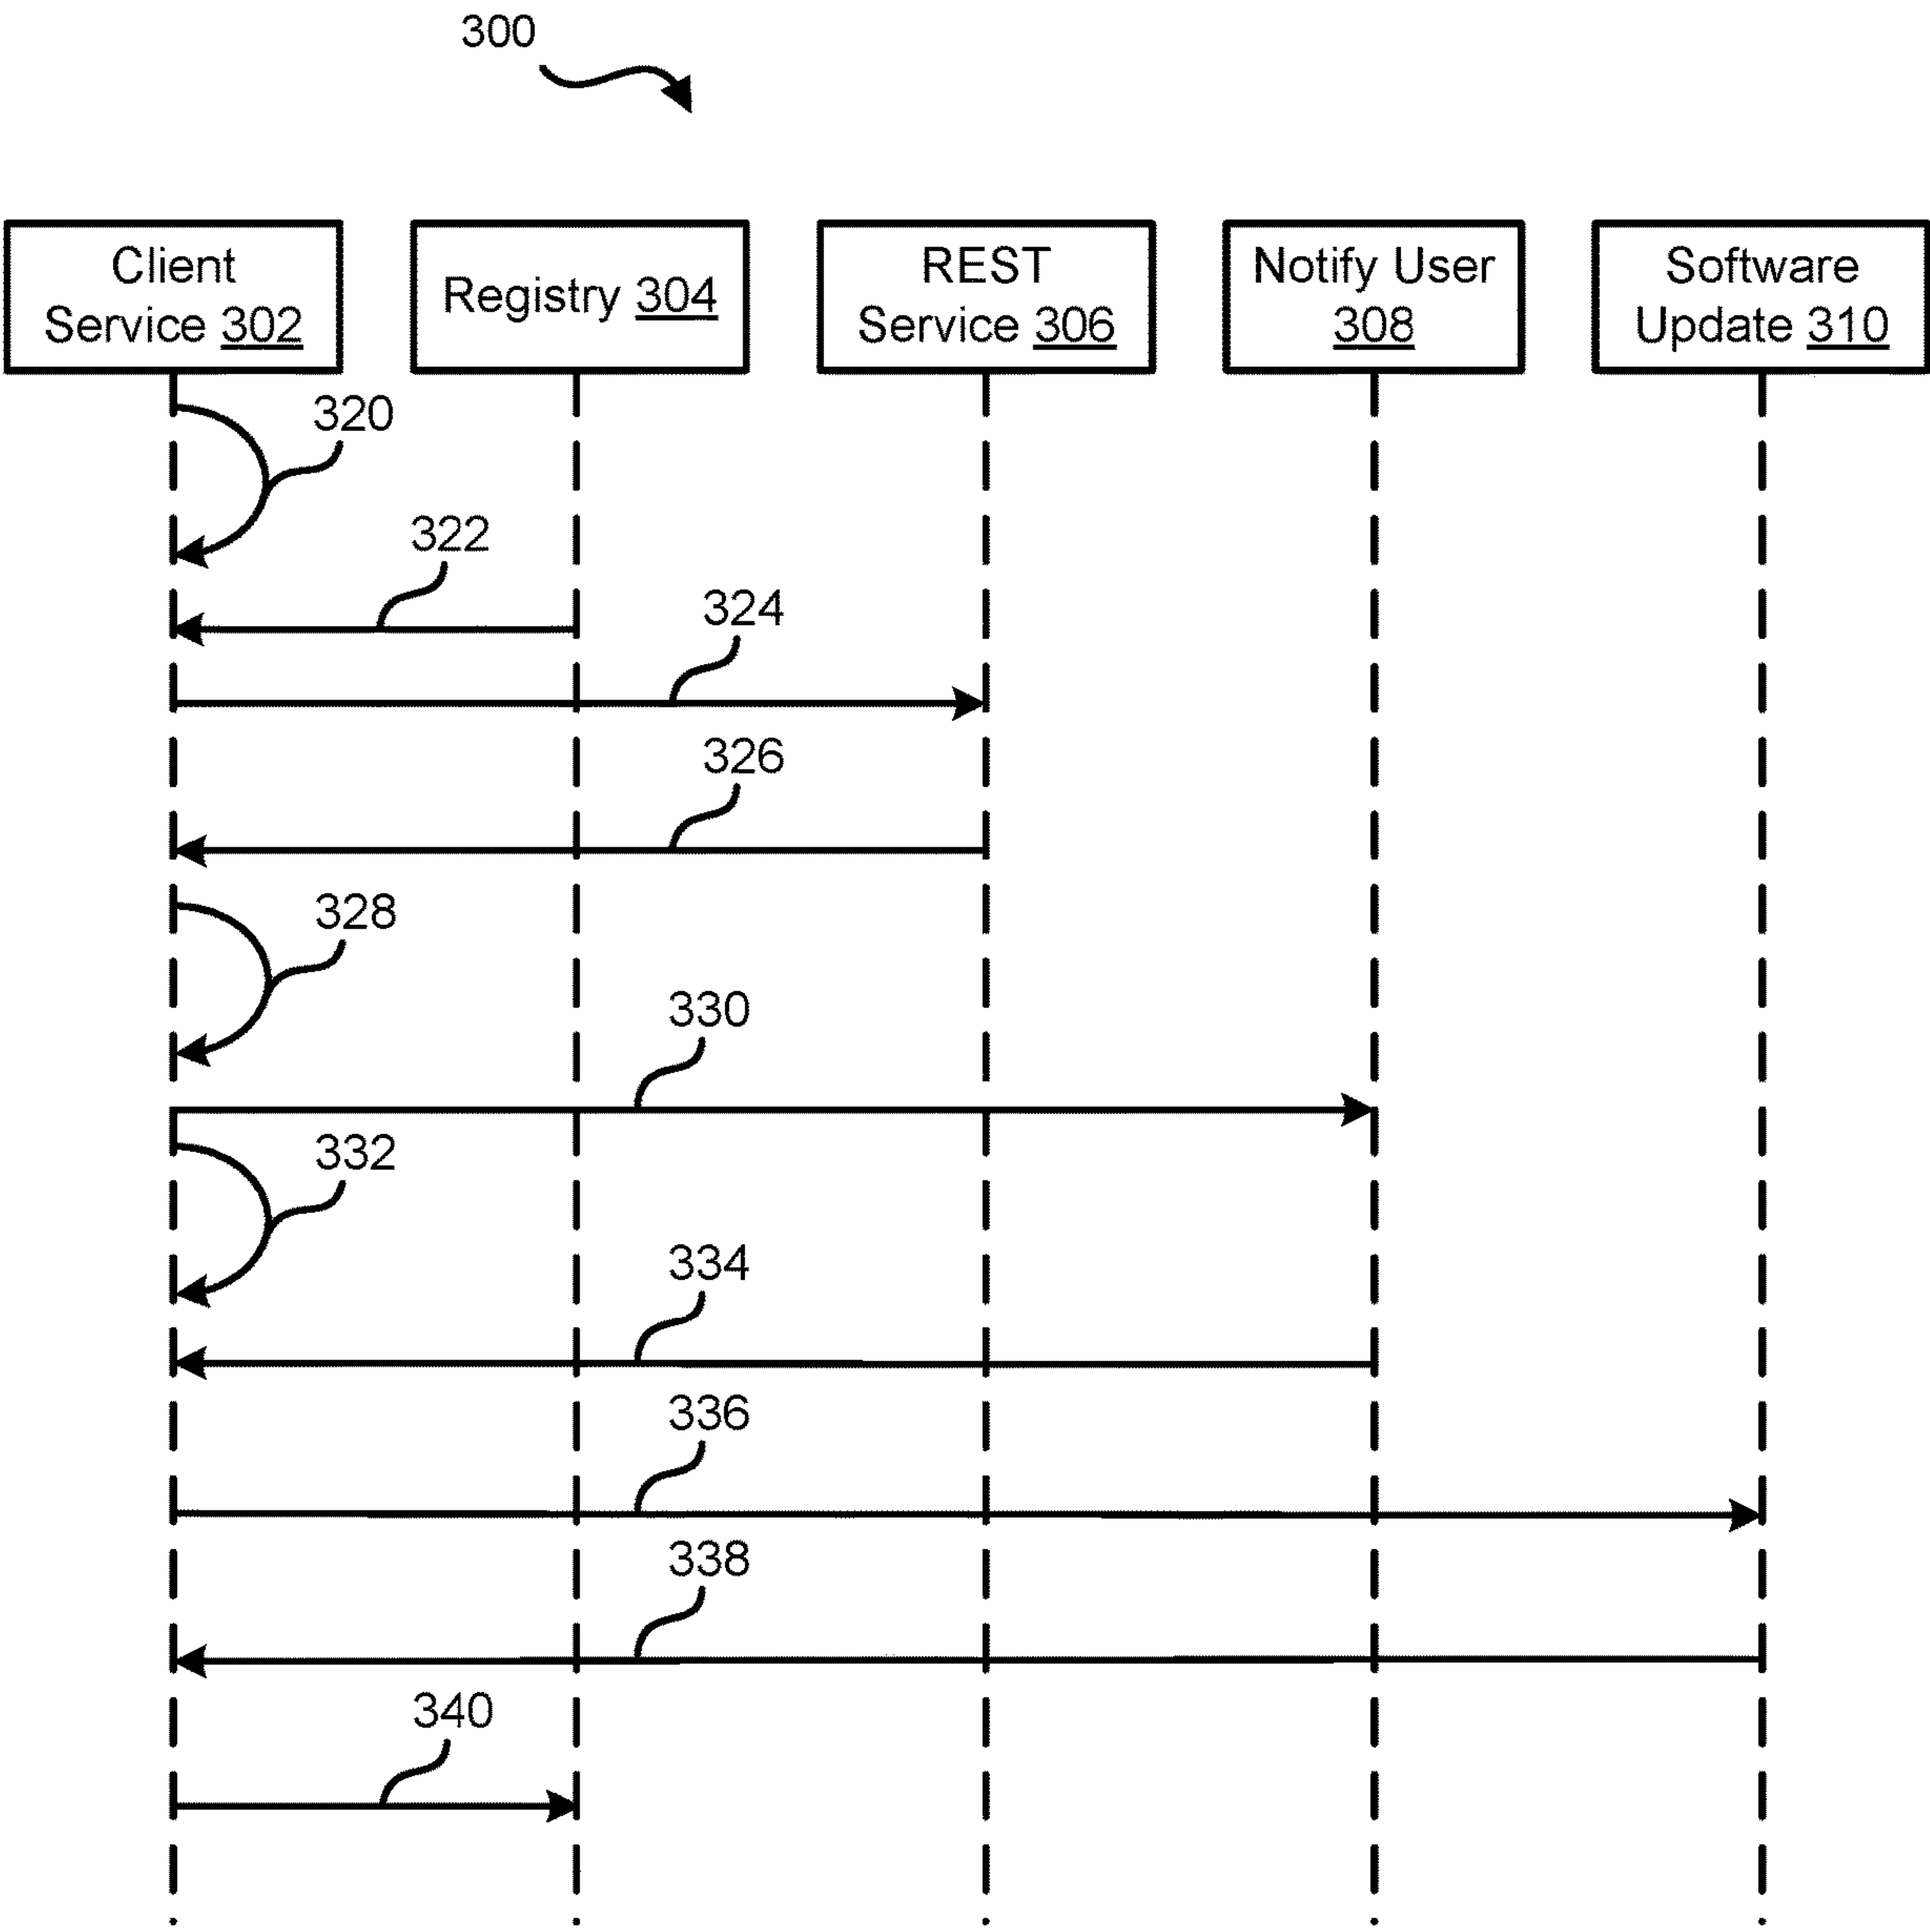 300
Client
Service 302
Registry 304
REST
Service 306
Notify User
308
Software
Update 310
320
322
324
326
328
330
332
334
336
338
340